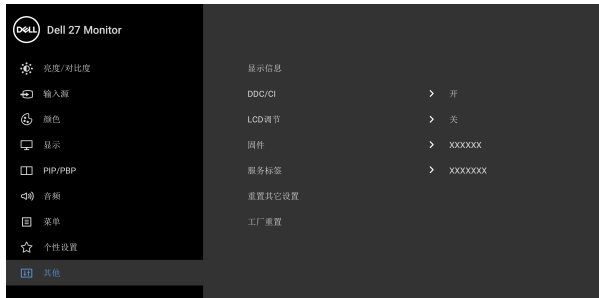 DELL Dell 27 Monitor
亮度/对比度
显示信息
输入源
DDC/CI 开
颜色
LCD调节 关
显示
固件 XXXXXX
PIP/PBP
服务标签 XXXXXXX
音频
重置其它设置
菜单
工厂重置
个性设置
其他